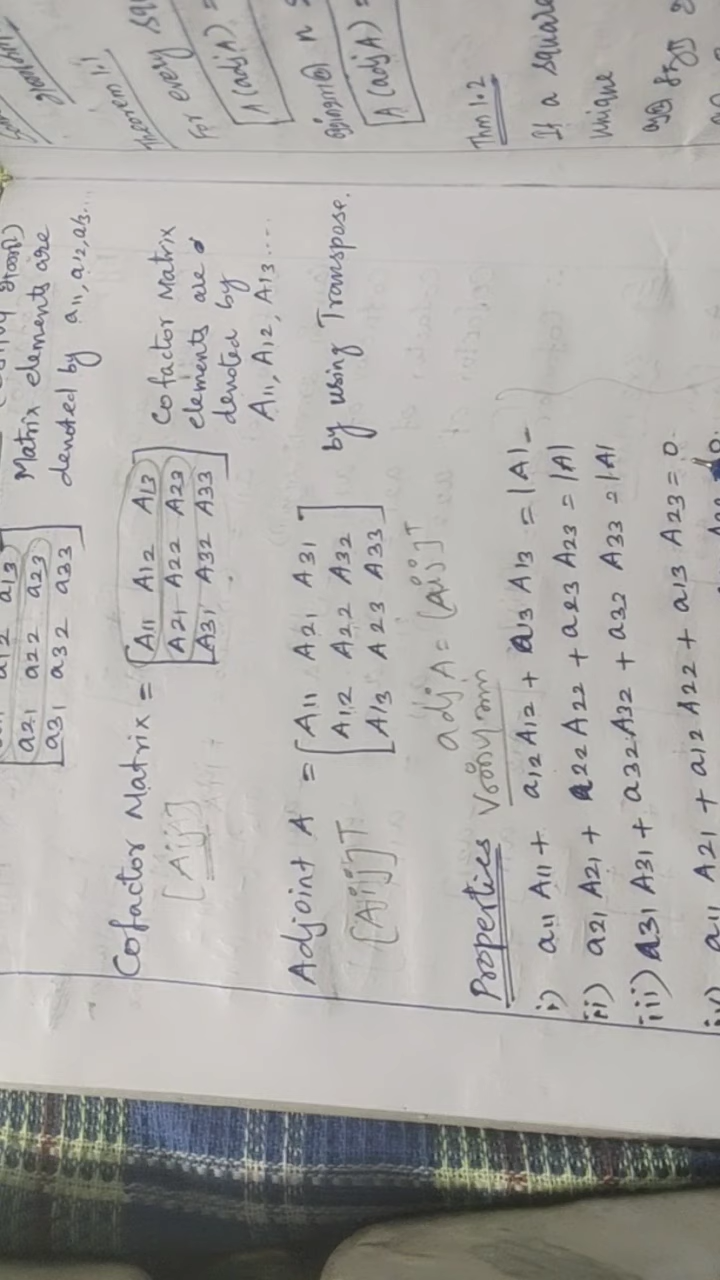 Matrix elements are
denoted by a11, a12, a13...
a21 a22 a23
a31 a32 a33
Cofactor Matrix = [A11 A12 A13
A21 A22 A23
A31 A32 A33]
Cofactor Matrix
elements are
denoted by
A11, A12, A13....
[Aij]
Adjoint A = [A11 A21 A31
A12 A22 A32
A13 A23 A33] by using Transpose.
[Aij]T
adj A = [aij]T
Properties
i) a11 A11 + a12 A12 + a13 A13 = |A|
ii) a21 A21 + a22 A22 + a23 A23 = |A|
iii) a31 A31 + a32 A32 + a32 A33 = |A|
iv) a11 A21 + a12 A22 + a13 A23 = 0
Theorem 1.1
For every
A (adj A) =
A (adj A) =
Thm 1.2
If a square
unique